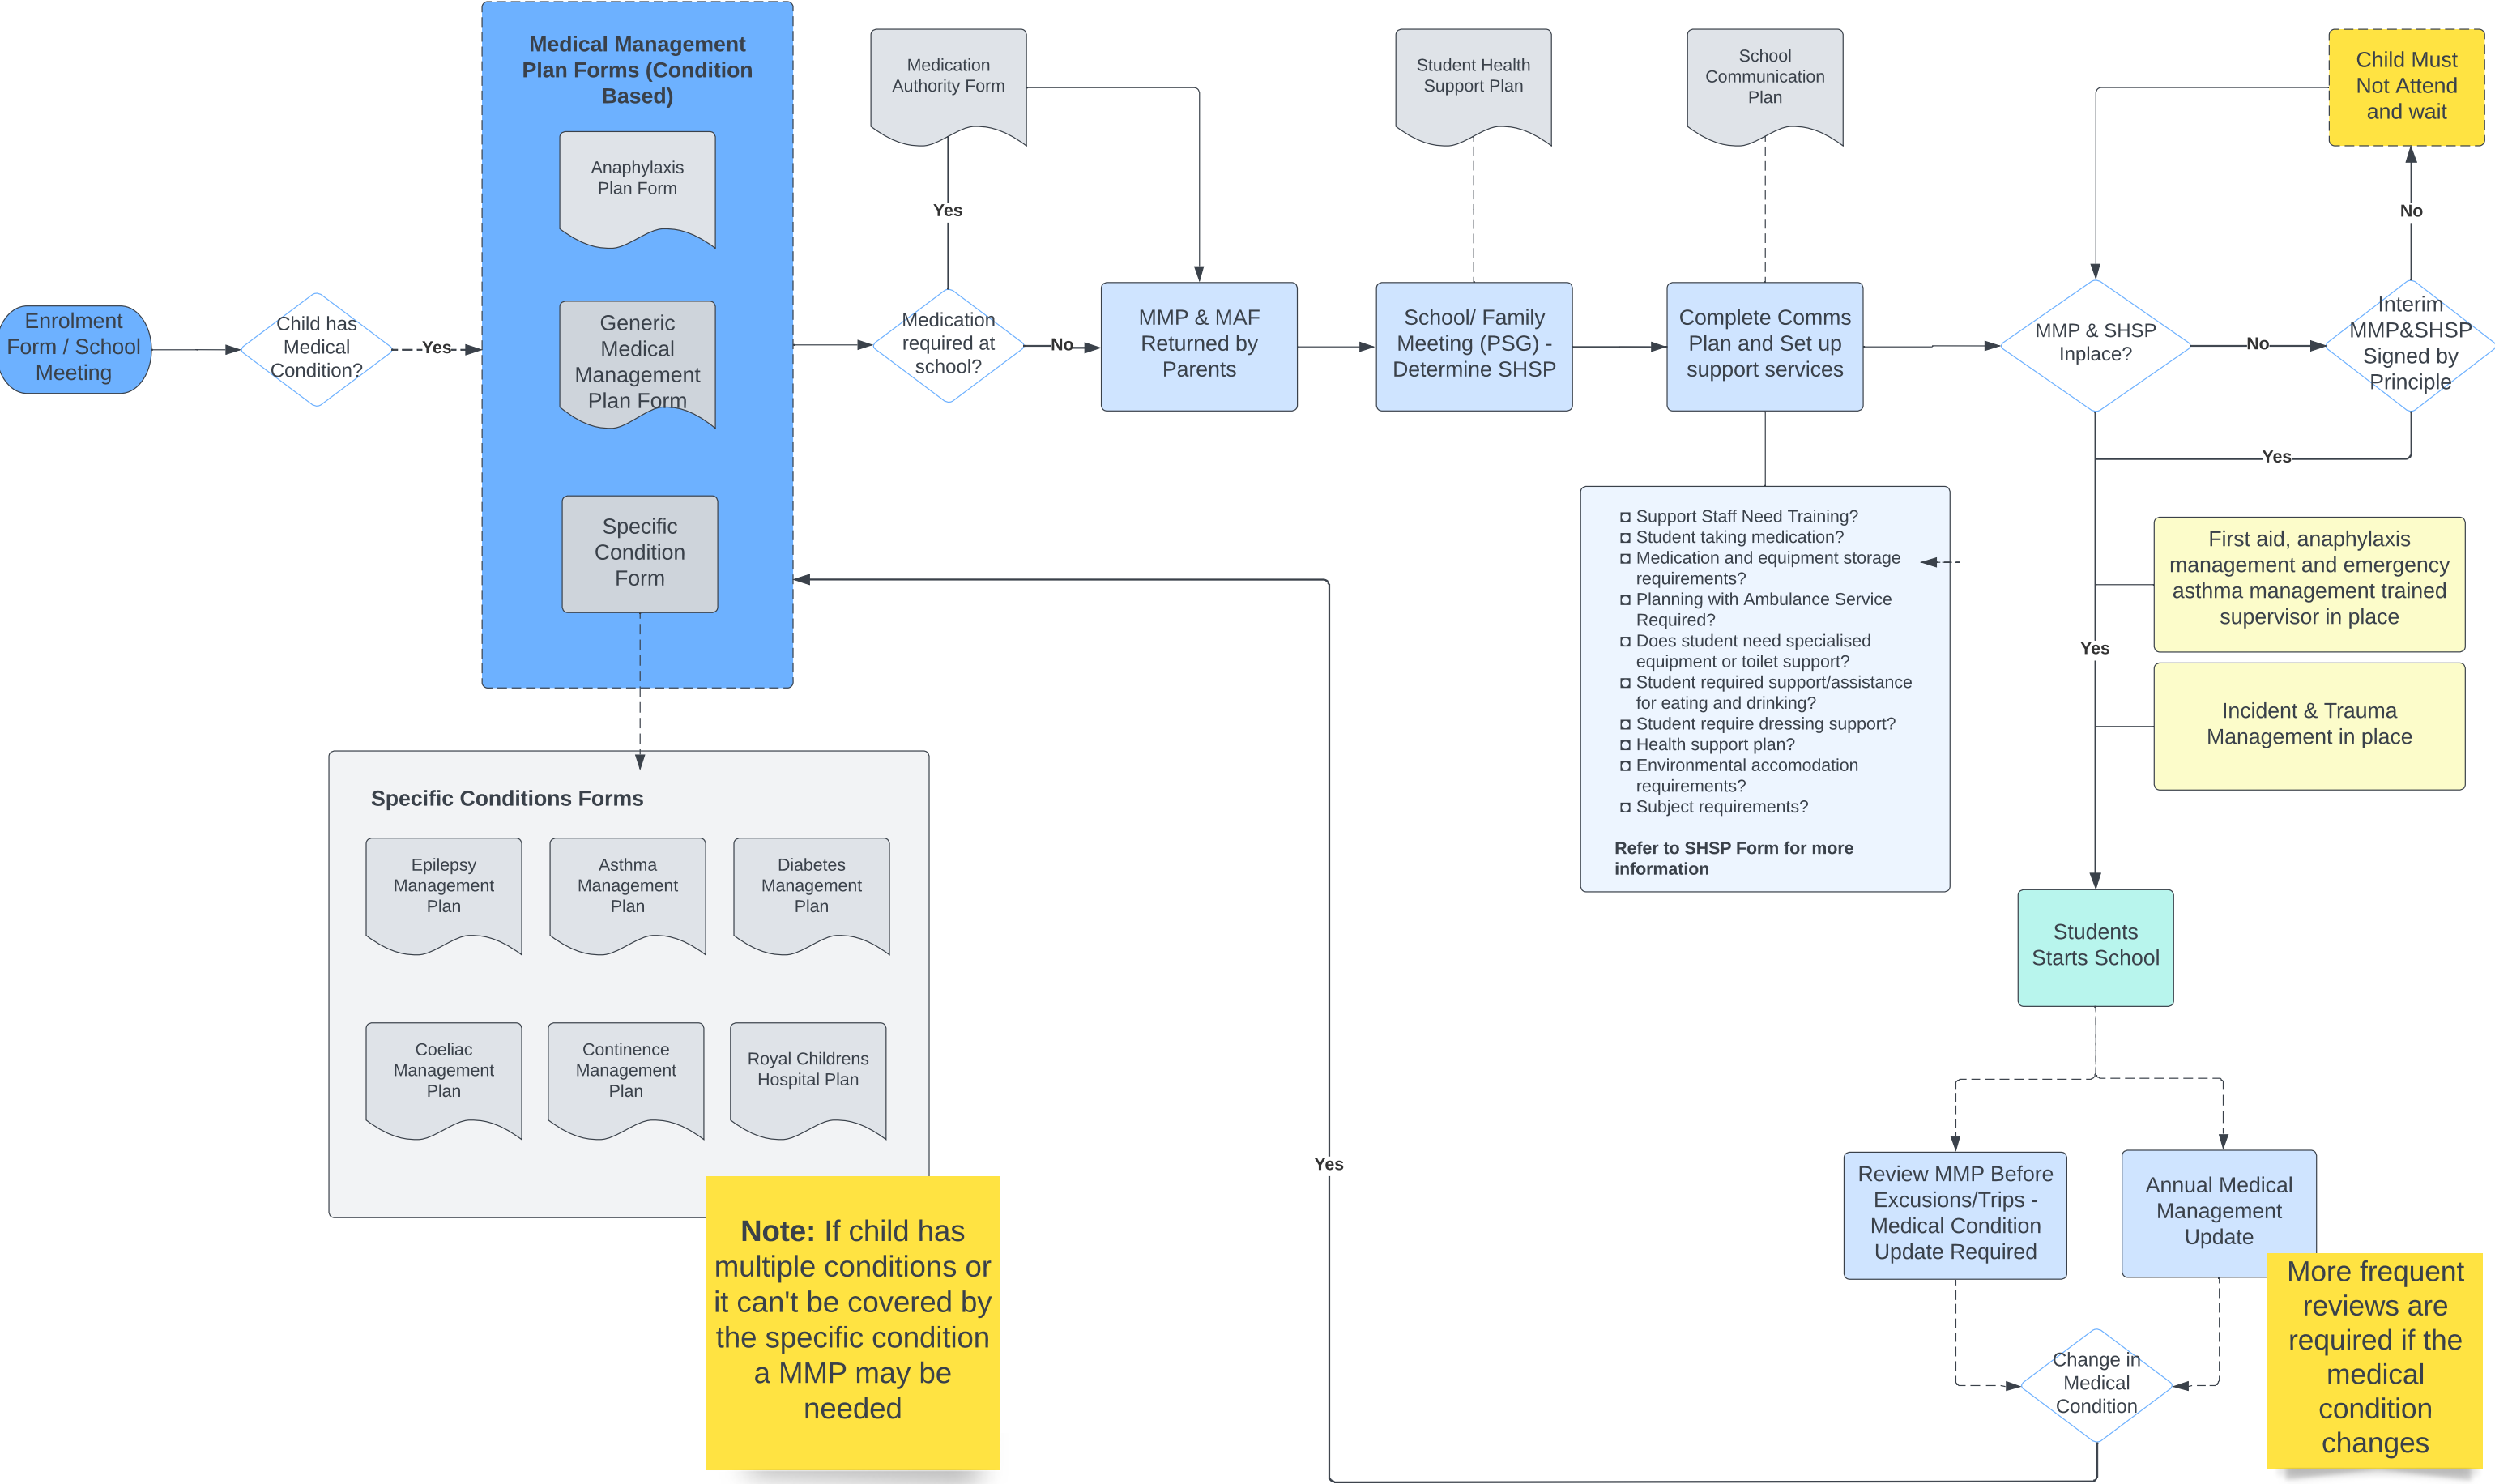 Enrolment
Form / School
Meeting
Child has
Medical
Condition?
Yes
Medical Management
Plan Forms (Condition
Based)
Anaphylaxis
Plan Form
Generic
Medical
Management
Plan Form
Specific
Condition
Form
Specific Conditions Forms
Epilepsy
Management
Plan
Asthma
Management
Plan
Diabetes
Management
Plan
Coeliac
Management
Plan
Continence
Management
Plan
Royal Childrens
Hospital Plan
Note: If child has
multiple conditions or
it can't be covered by
the specific condition
a MMP may be
needed
Medication
Authority Form
Yes
Medication
required at
school?
No
MMP & MAF
Returned by
Parents
Student Health
Support Plan
School/ Family
Meeting (PSG) -
Determine SHSP
School
Communication
Plan
Complete Comms
Plan and Set up
support services
Support Staff Need Training?
Student taking medication?
Medication and equipment storage
requirements?
Planning with Ambulance Service
Required?
Does student need specialised
equipment or toilet support?
Student required support/assistance
for eating and drinking?
Student require dressing support?
Health support plan?
Environmental accomodation
requirements?
Subject requirements?
Refer to SHSP Form for more
information
MMP & SHSP
Inplace?
No
Interim
MMP&SHSP
Signed by
Principle
No
Child Must
Not Attend
and wait
Yes
Yes
First aid, anaphylaxis
management and emergency
asthma management trained
supervisor in place
Incident & Trauma
Management in place
Students
Starts School
Review MMP Before
Excusions/Trips -
Medical Condition
Update Required
Annual Medical
Management
Update
More frequent
reviews are
required if the
medical
condition
changes
Change in
Medical
Condition
Yes